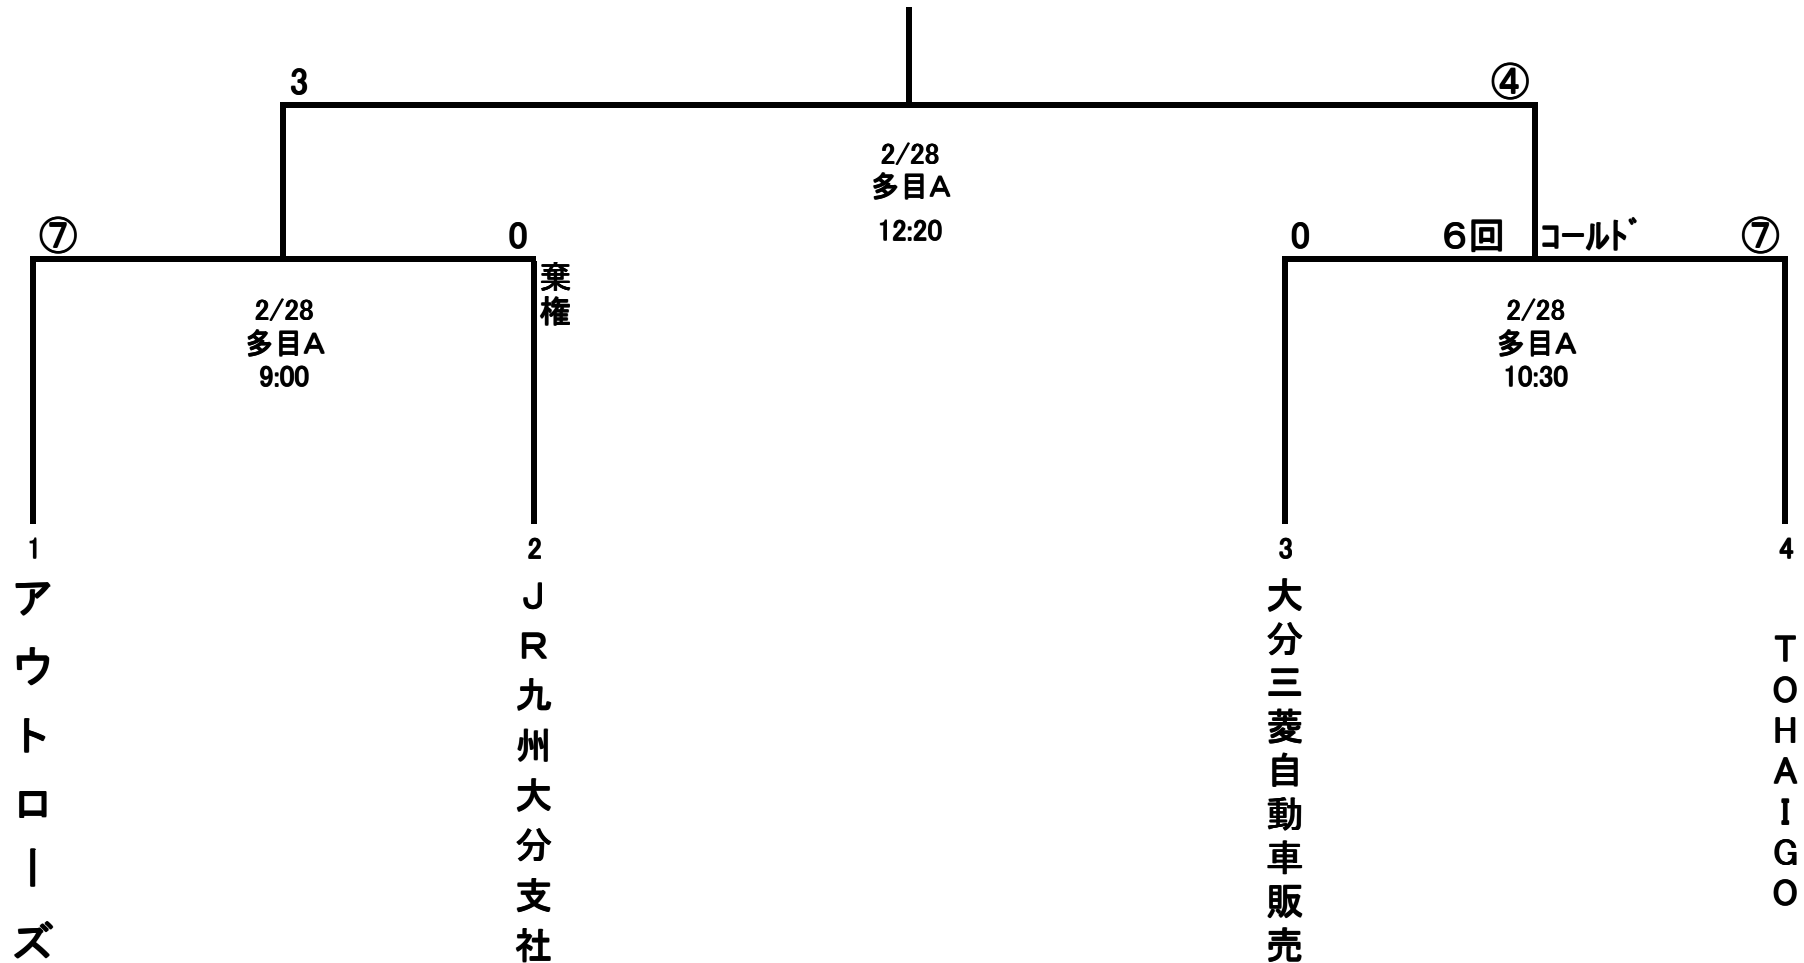 3
④
2/28
多目A
12:20
⑦
0
棄権
0
6回 ｺｰﾙﾄﾞ
⑦
2/28
多目A
9:00
2/28
多目A
10:30
1
アウトローズ
2
JR九州大分支社
3
大分三菱自動車販売
4
TOHAIGO